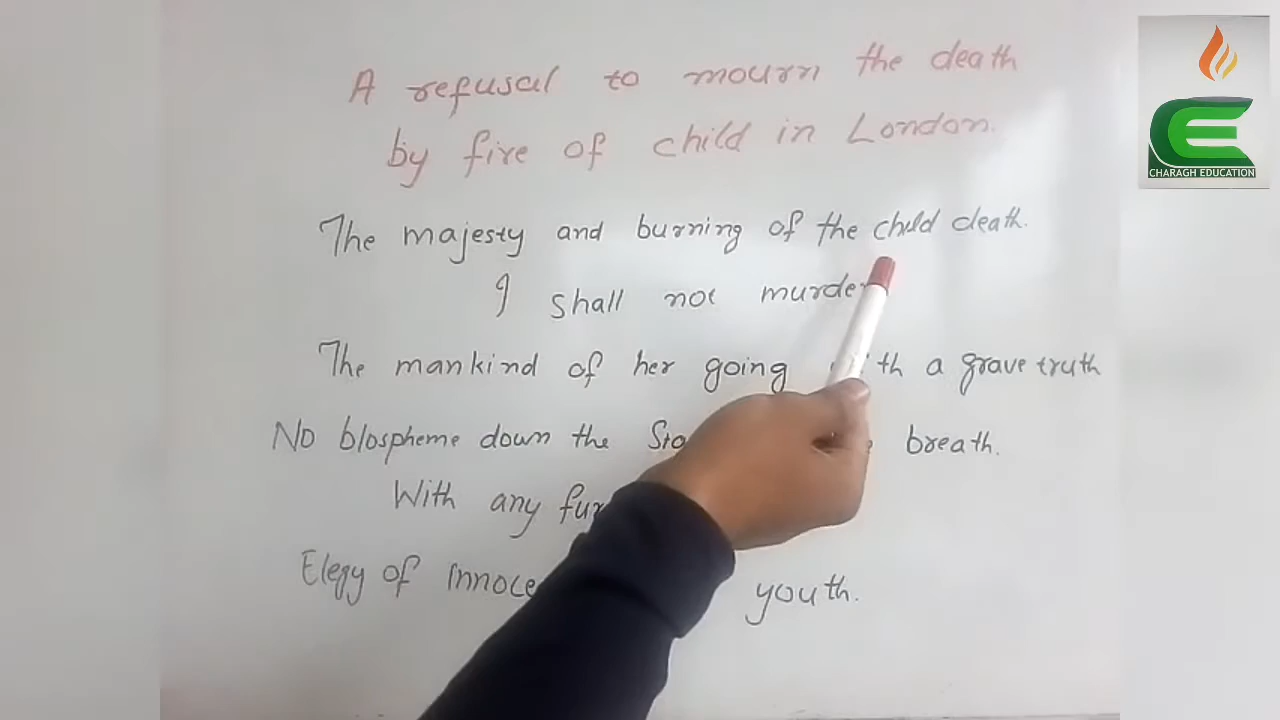 A refusal to mourn the death
by fire of child in London.
The majesty and burning of the child death.
I shall not murde
The mankind of her going th a grave truth
No blospheme down the Sta breath.
With any fur
Elegy of innoce youth.
CHARAGH EDUCATION